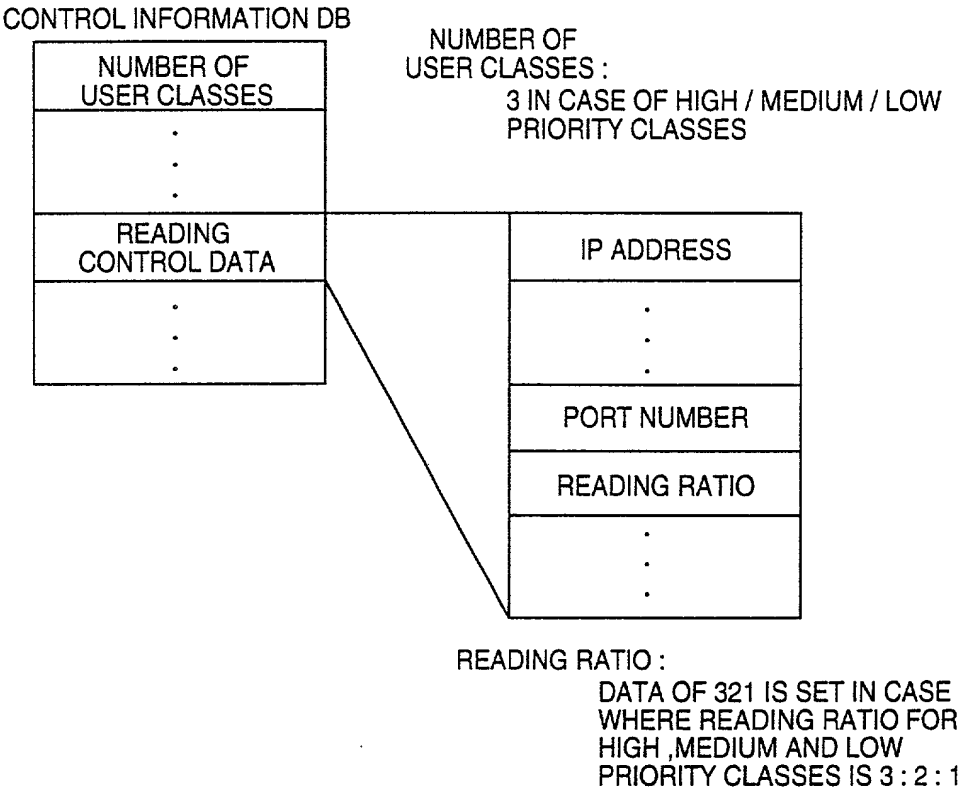 CONTROL INFORMATION DB
NUMBER OF
USER CLASSES
READING
CONTROL DATA
NUMBER OF
USER CLASSES :
3 IN CASE OF HIGH / MEDIUM / LOW
PRIORITY CLASSES
IP ADDRESS
PORT NUMBER
READING RATIO
READING RATIO :
DATA OF 321 IS SET IN CASE
WHERE READING RATIO FOR
HIGH ,MEDIUM AND LOW
PRIORITY CLASSES IS 3 : 2 : 1